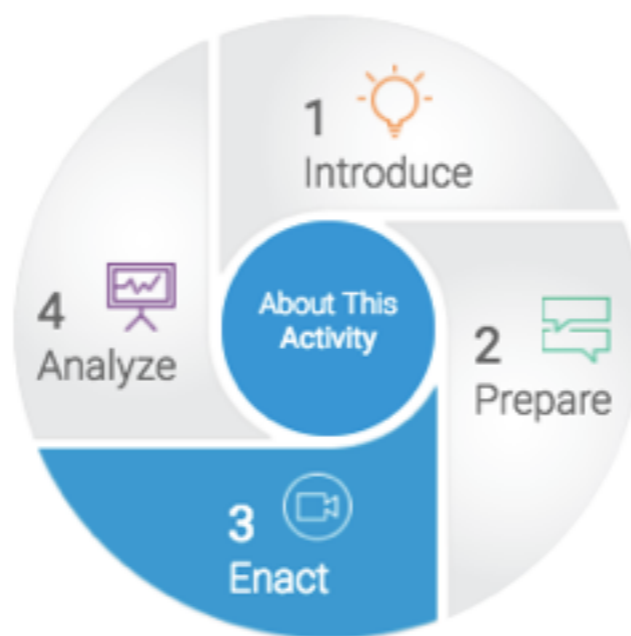 1
Introduce
2
Prepare
3
Enact
4
Analyze
About This
Activity